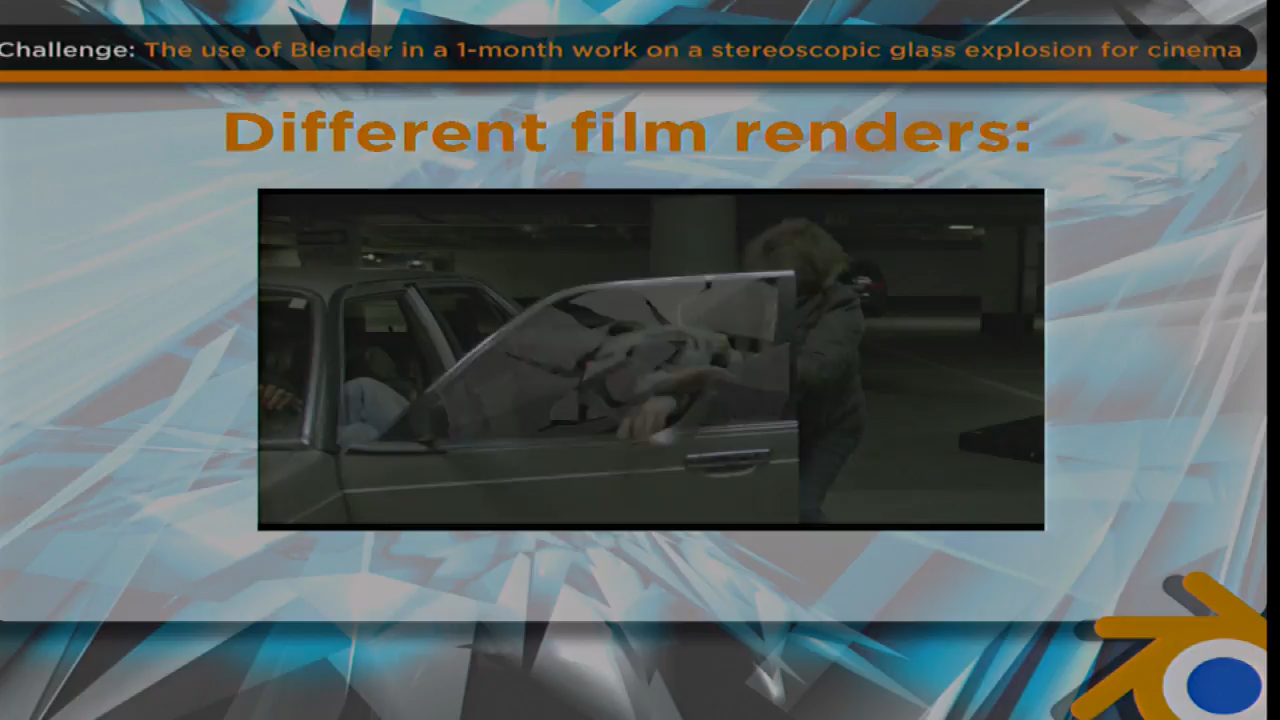 Challenge: The use of Blender in a 1-month work on a stereoscopic glass explosion for cinema
Different film renders: